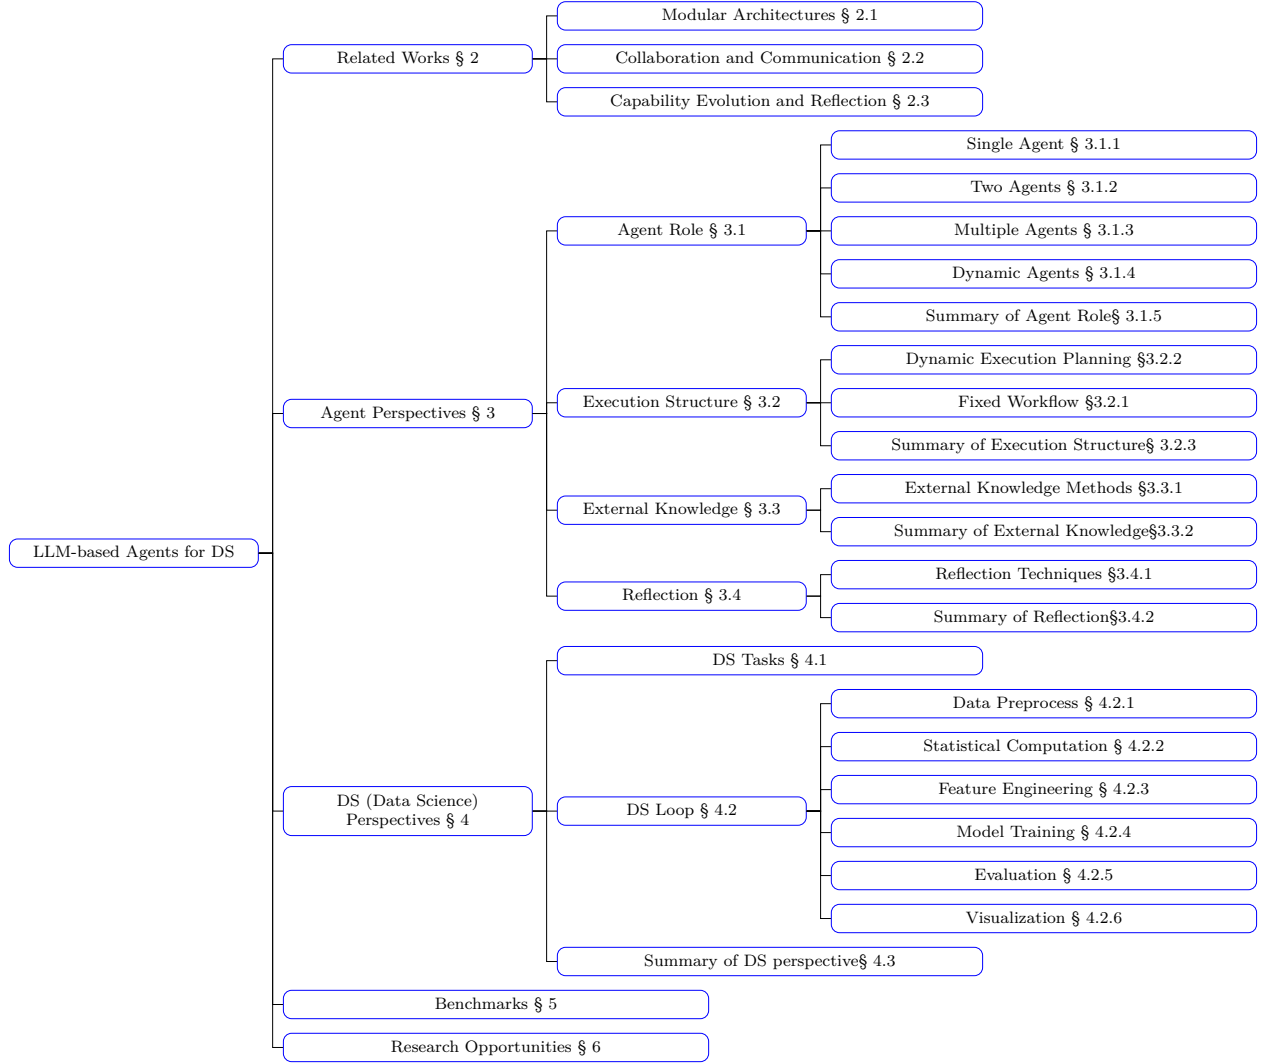 LLM-based Agents for DS
Related Works § 2
Modular Architectures § 2.1
Collaboration and Communication § 2.2
Capability Evolution and Reflection § 2.3
Agent Perspectives § 3
Agent Role § 3.1
Single Agent § 3.1.1
Two Agents § 3.1.2
Multiple Agents § 3.1.3
Dynamic Agents § 3.1.4
Summary of Agent Role§ 3.1.5
Execution Structure § 3.2
Dynamic Execution Planning §3.2.2
Fixed Workflow §3.2.1
Summary of Execution Structure§ 3.2.3
External Knowledge § 3.3
External Knowledge Methods §3.3.1
Summary of External Knowledge§3.3.2
Reflection § 3.4
Reflection Techniques §3.4.1
Summary of Reflection§3.4.2
DS (Data Science)
Perspectives § 4
DS Tasks § 4.1
DS Loop § 4.2
Data Preprocess § 4.2.1
Statistical Computation § 4.2.2
Feature Engineering § 4.2.3
Model Training § 4.2.4
Evaluation § 4.2.5
Visualization § 4.2.6
Summary of DS perspective§ 4.3
Benchmarks § 5
Research Opportunities § 6